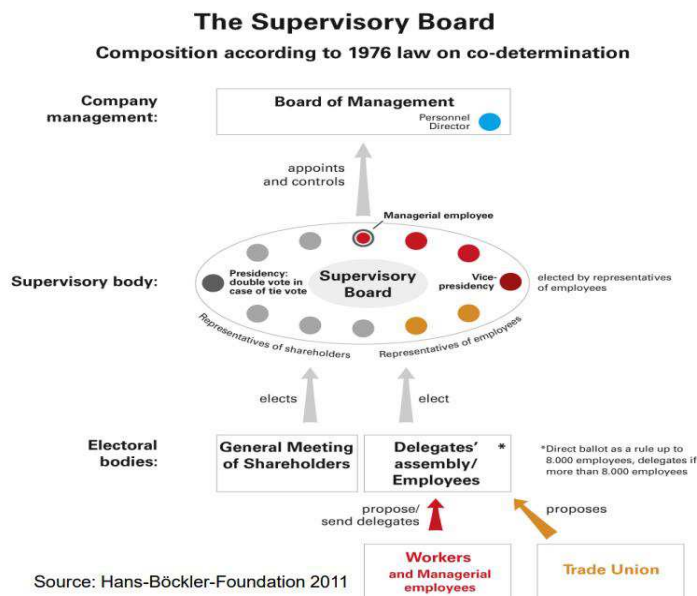 The Supervisory Board
Composition according to 1976 law on co-determination
Company
management:
Board of Management
Personnel
Director
appoints
and controls
Managerial employee
Supervisory body:
Presidency:
double vote in
case of tie vote
Supervisory
Board
Vice-
presidency
elected by representatives
of employees
Representatives of shareholders
Representatives of employees
elects
elect
Electoral
bodies:
General Meeting
of Shareholders
Delegates' *
assembly/
Employees
*Direct ballot as a rule up to
8.000 employees, delegates if
more than 8.000 employees
propose/
send delegates
proposes
Workers
and Managerial
employees
Trade Union
Source: Hans-Böckler-Foundation 2011